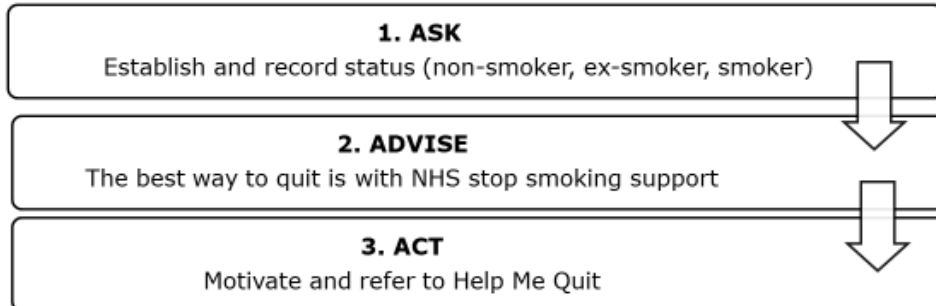 1. ASK
Establish and record status (non-smoker, ex-smoker, smoker)
2. ADVISE
The best way to quit is with NHS stop smoking support
3. ACT
Motivate and refer to Help Me Quit